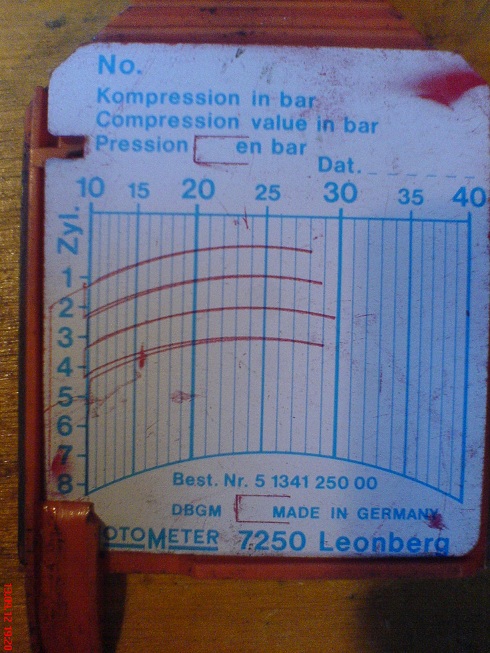 No.
Kompression in bar
Compression value in bar
Pression en bar
Dat.
10 15 20 25 30 35 40
Zyl.
1
2
3
4
5
6
7
8
Best. Nr. 5 1341 250 00
DBGM MADE IN GERMANY
OTOMETER 7250 Leonberg